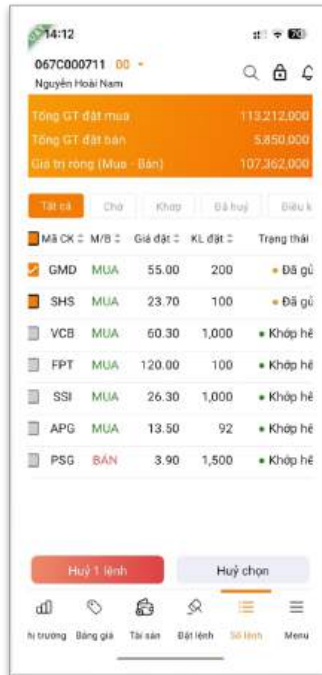 14:12
067C000711 00
Nguyễn Hoài Nam
Tổng GT đặt mua 113,212,000
Tổng GT đặt bán 5,850,000
Giá trị ròng (Mua - Bán) 107,362,000
Tất cả Chờ Khớp Đã huỷ Điều k
Mã CK M/B Giá đặt KL đặt Trạng thái
GMD MUA 55.00 200 Đã gử
SHS MUA 23.70 100 Đã gử
VCB MUA 60.30 1,000 Khớp hế
FPT MUA 120.00 100 Khớp hế
SSI MUA 26.30 1,000 Khớp hế
APG MUA 13.50 92 Khớp hế
PSG BÁN 3.90 1,500 Khớp hế
Huỷ 1 lệnh Huỷ chọn
hị trường Bảng giá Tài sản Đặt lệnh Sổ lệnh Menu